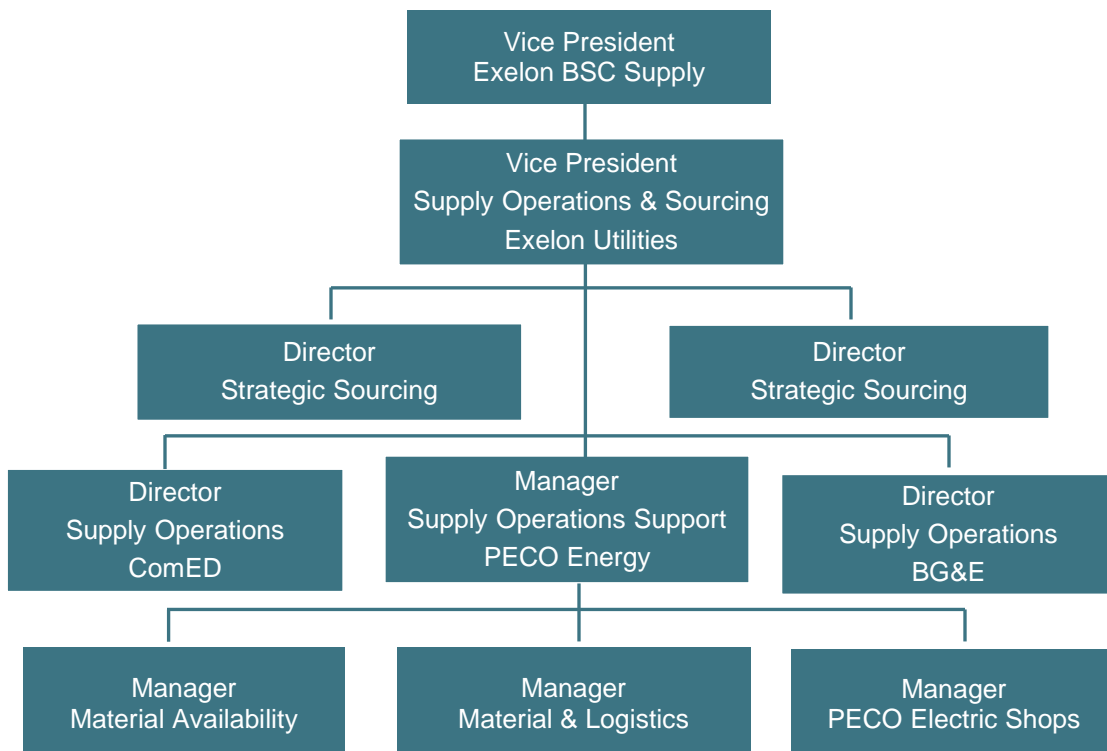 Vice President
Exelon BSC Supply
Vice President
Supply Operations & Sourcing
Exelon Utilities
Director
Strategic Sourcing
Director
Strategic Sourcing
Director
Supply Operations
ComED
Manager
Supply Operations Support
PECO Energy
Director
Supply Operations
BG&E
Manager
Material Availability
Manager
Material & Logistics
Manager
PECO Electric Shops